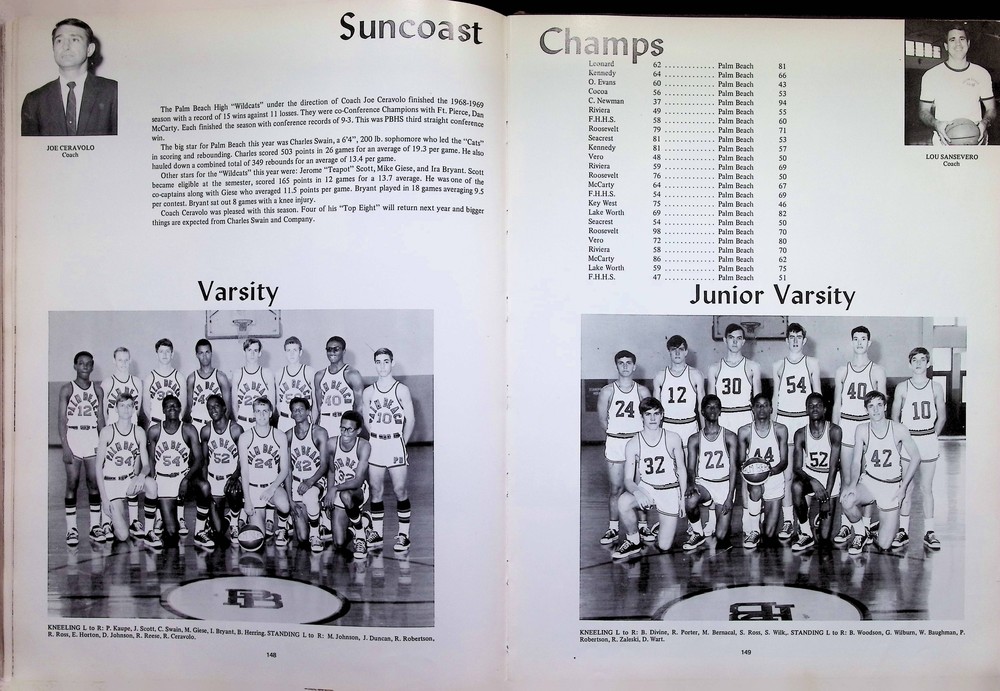 Suncoast
JOE CERAVOLO
Coach
The Palm Beach High "Wildcats" under the direction of Coach Joe Ceravolo finished the 1968-1969
season with a record of 15 wins against 11 losses. They were co-Conference Champions with Ft. Pierce, Dan
McCarty. Each finished the season with conference records of 9-3. This was PBHS third straight conference
win.
The big star for Palm Beach this year was Charles Swain, a 6'4", 200 lb. sophomore who led the "Cats"
in scoring and rebounding. Charles scored 503 points in 26 games for an average of 19.3 per game. He also
hauled down a combined total of 349 rebounds for an average of 13.4 per game.
Other stars for the "Wildcats" this year were: Jerome "Teapot" Scott, Mike Giese, and Ira Bryant. Scott
became eligible at the semester, scored 165 points in 12 games for a 13.7 average. He was one of the
co-captains along with Giese who averaged 11.5 points per game. Bryant played in 18 games averaging 9.5
per contest. Bryant sat out 8 games with a knee injury.
Coach Ceravolo was pleased with this season. Four of his "Top Eight" will return next year and bigger
things are expected from Charles Swain and Company.
Varsity
KNEELING L to R: P. Kaupe, J. Scott, C. Swain, M. Giese, I. Bryant, B. Herring. STANDING L to R: M. Johnson, J. Duncan, R. Robertson,
R. Ross, E. Horton, D. Johnson, R. Reese, R. Ceravolo.
148
Champs
LOU SANSEVERO
Coach
Leonard 62 ............ Palm Beach 81
Kennedy 64 ............ Palm Beach 66
O. Evans 60 ............ Palm Beach 43
Cocoa 56 ............ Palm Beach 53
C. Newman 37 ............ Palm Beach 94
Riviera 49 ............ Palm Beach 55
F.H.H.S. 58 ............ Palm Beach 60
Roosevelt 79 ............ Palm Beach 71
Seacrest 81 ............ Palm Beach 53
Kennedy 81 ............ Palm Beach 57
Vero 48 ............ Palm Beach 50
Riviera 59 ............ Palm Beach 69
Roosevelt 76 ............ Palm Beach 50
McCarty 64 ............ Palm Beach 67
F.H.H.S. 54 ............ Palm Beach 69
Key West 75 ............ Palm Beach 46
Lake Worth 69 ............ Palm Beach 82
Seacrest 54 ............ Palm Beach 50
Roosevelt 98 ............ Palm Beach 70
Vero 72 ............ Palm Beach 80
Riviera 58 ............ Palm Beach 70
McCarty 86 ............ Palm Beach 62
Lake Worth 59 ............ Palm Beach 75
F.H.H.S. 47 ............ Palm Beach 51
Junior Varsity
24
12
30
54
40
10
32
22
44
52
42
KNEELING L to R: B. Divine, R. Porter, M. Bernacal, S. Ross, S. Wilk,. STANDING L to R: B. Woodson, G. Wilburn, W. Baughman, P.
Robertson, R. Zaleski, D. Wart.
149